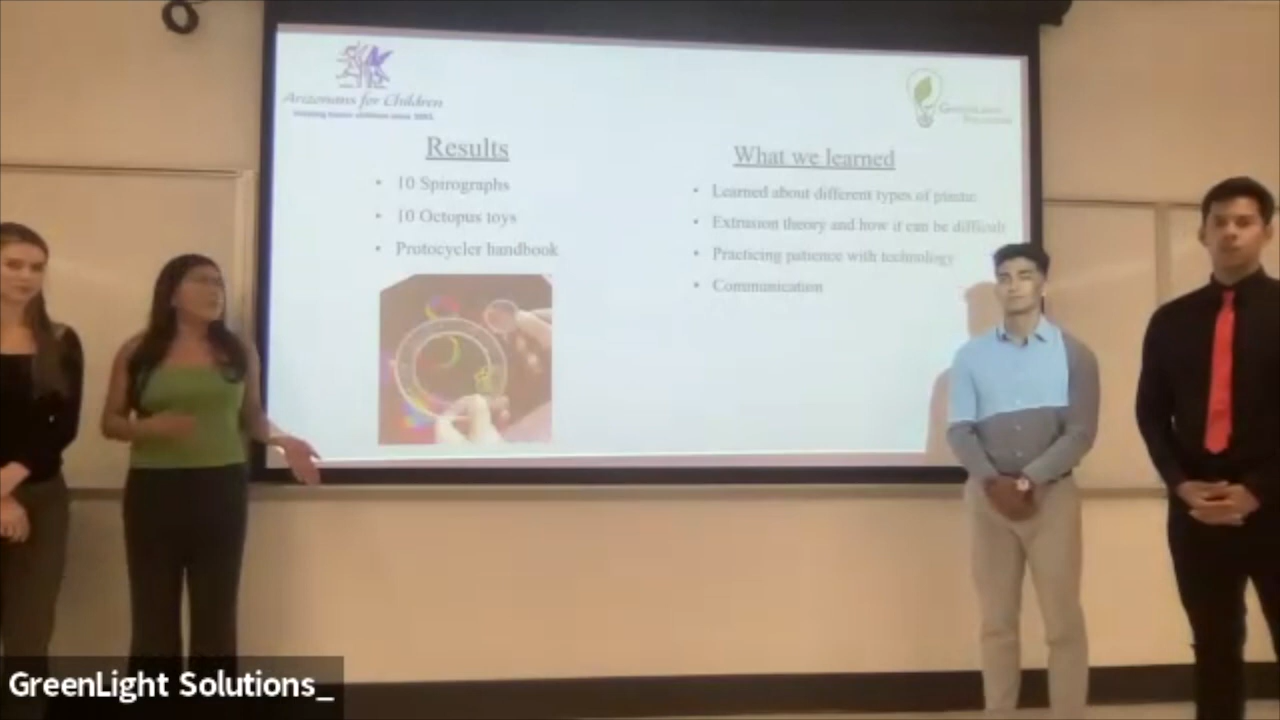 Arizonans for Children
Results
10 Spirographs
10 Octopus toys
Protocycler handbook
What we learned
Learned about different types of plastic
Extrusion theory and how it can be difficult
Practicing patience with technology
Communication
GreenLight Solutions_